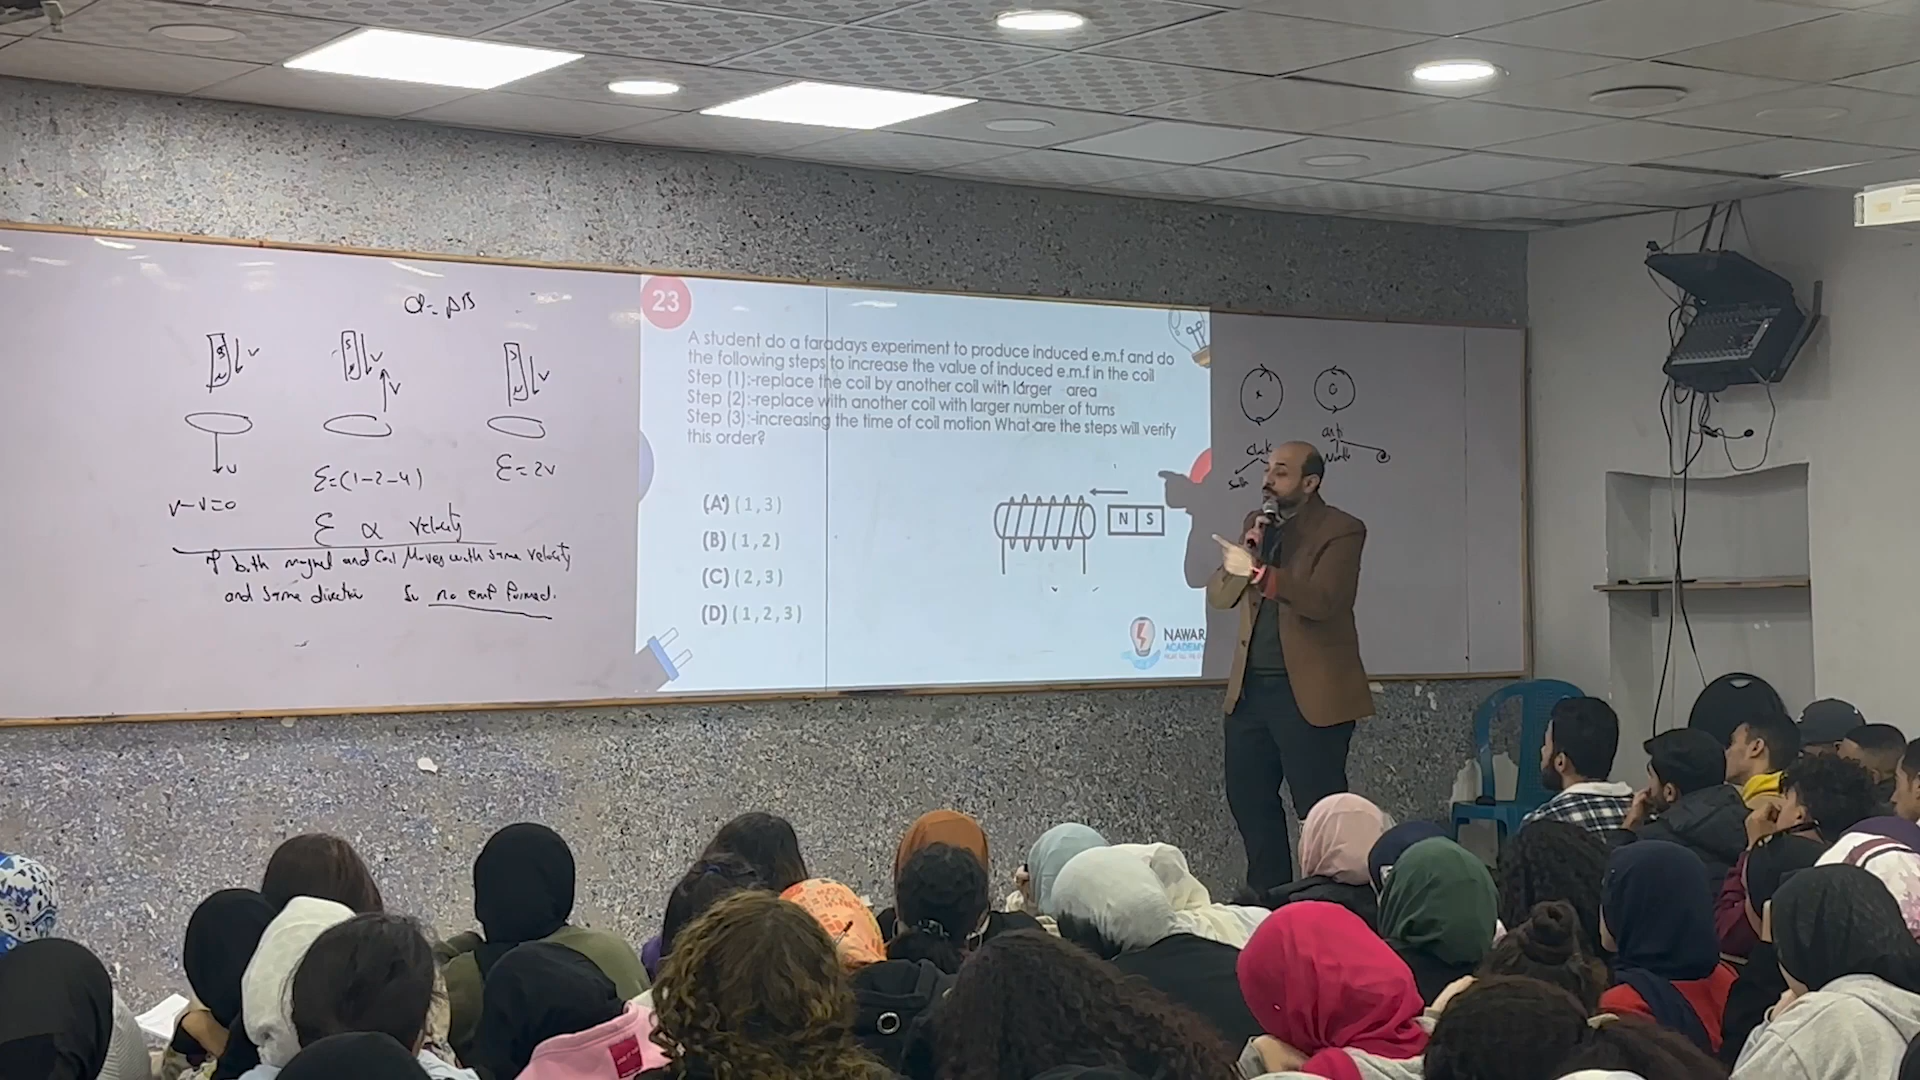 Φ = AB
S
N
v
v
v-v=0
S
v
v
ε=(1-2-4)
S
N
v
ε=2v
ε α velocity
If both magnet and Coil Moves with same velocity
and same direction So no emf formed.
23
A student do a faradays experiment to produce induced e.m.f and do
the following steps to increase the value of induced e.m.f in the coil
Step (1):-replace the coil by another coil with larger area
Step (2):-replace with another coil with larger number of turns
Step (3):-increasing the time of coil motion What are the steps will verify
this order?
(A) (1,3)
(B) (1,2)
(C) (2,3)
(D) (1,2,3)
N S
NAWAR
ACADEMY
x
Clock
South
anti
North